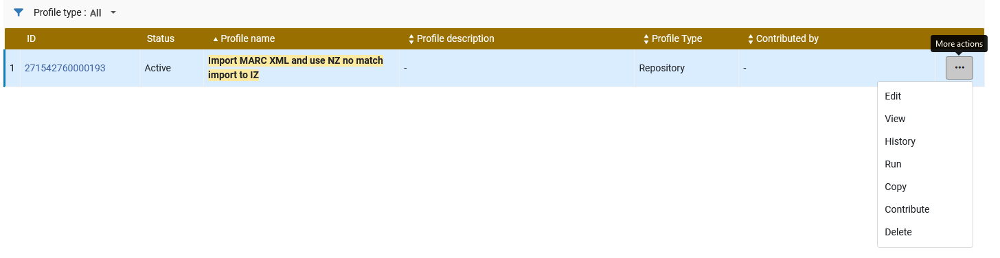 Profile type : All
ID Status Profile name Profile description Profile Type Contributed by
More actions
1 271542760000193 Active Import MARC XML and use NZ no match import to IZ - Repository -
Edit
View
History
Run
Copy
Contribute
Delete